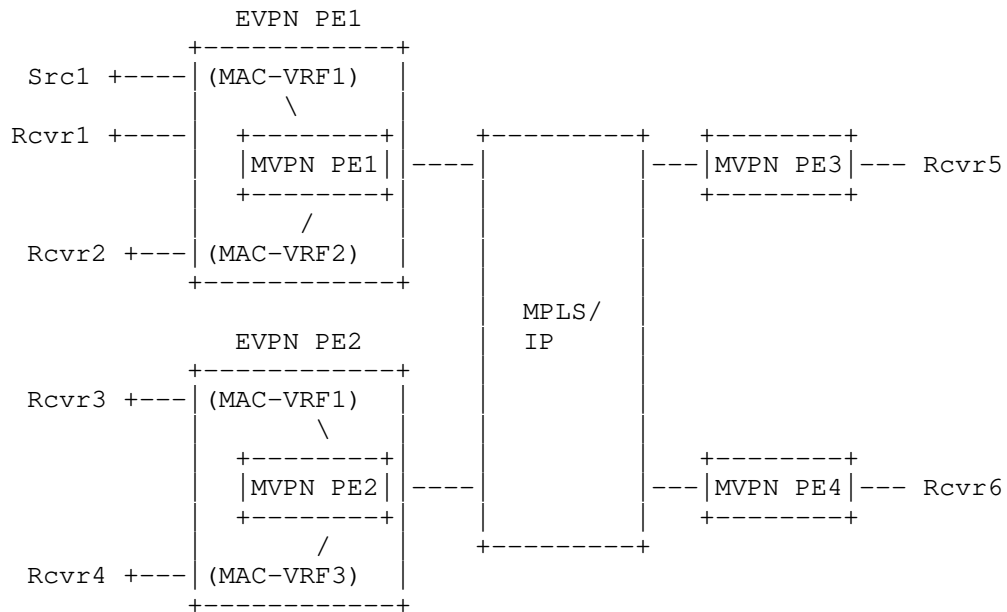 EVPN PE1
Src1 +----|(MAC-VRF1) |
Rcvr1 +----
MVPN PE1 ---- --- MVPN PE3 --- Rcvr5
Rcvr2 +---|(MAC-VRF2) |
MPLS/
EVPN PE2 IP
Rcvr3 +---|(MAC-VRF1) |
MVPN PE2 ---- --- MVPN PE4 --- Rcvr6
Rcvr4 +---|(MAC-VRF3) |